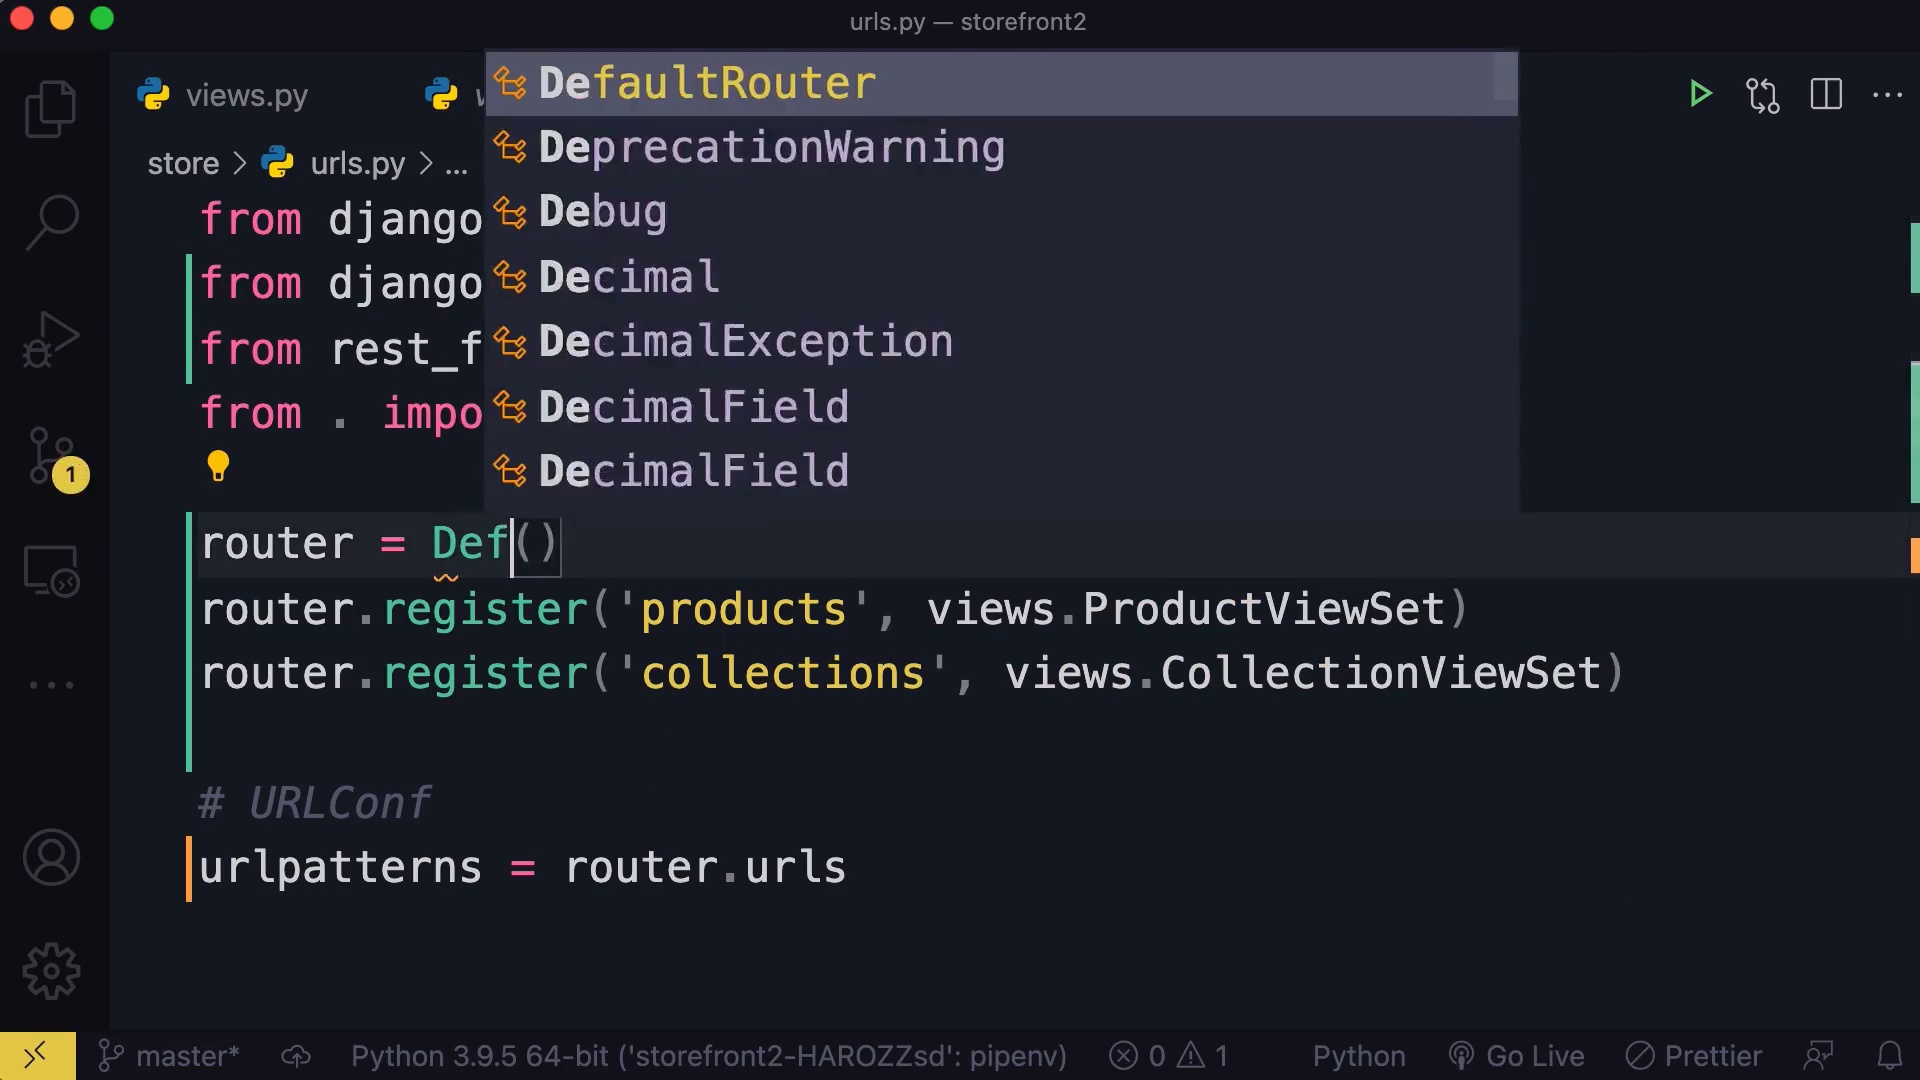 urls.py — storefront2
views.py
store > urls.py > ...
DefaultRouter
DeprecationWarning
Debug
Decimal
DecimalException
DecimalField
DecimalField
from django
from django
from rest_f
from . impo
router = Def()
router.register('products', views.ProductViewSet)
router.register('collections', views.CollectionViewSet)
# URLConf
urlpatterns = router.urls
1
master* Python 3.9.5 64-bit ('storefront2-HAROZZsd': pipenv) 0 1 Python Go Live Prettier